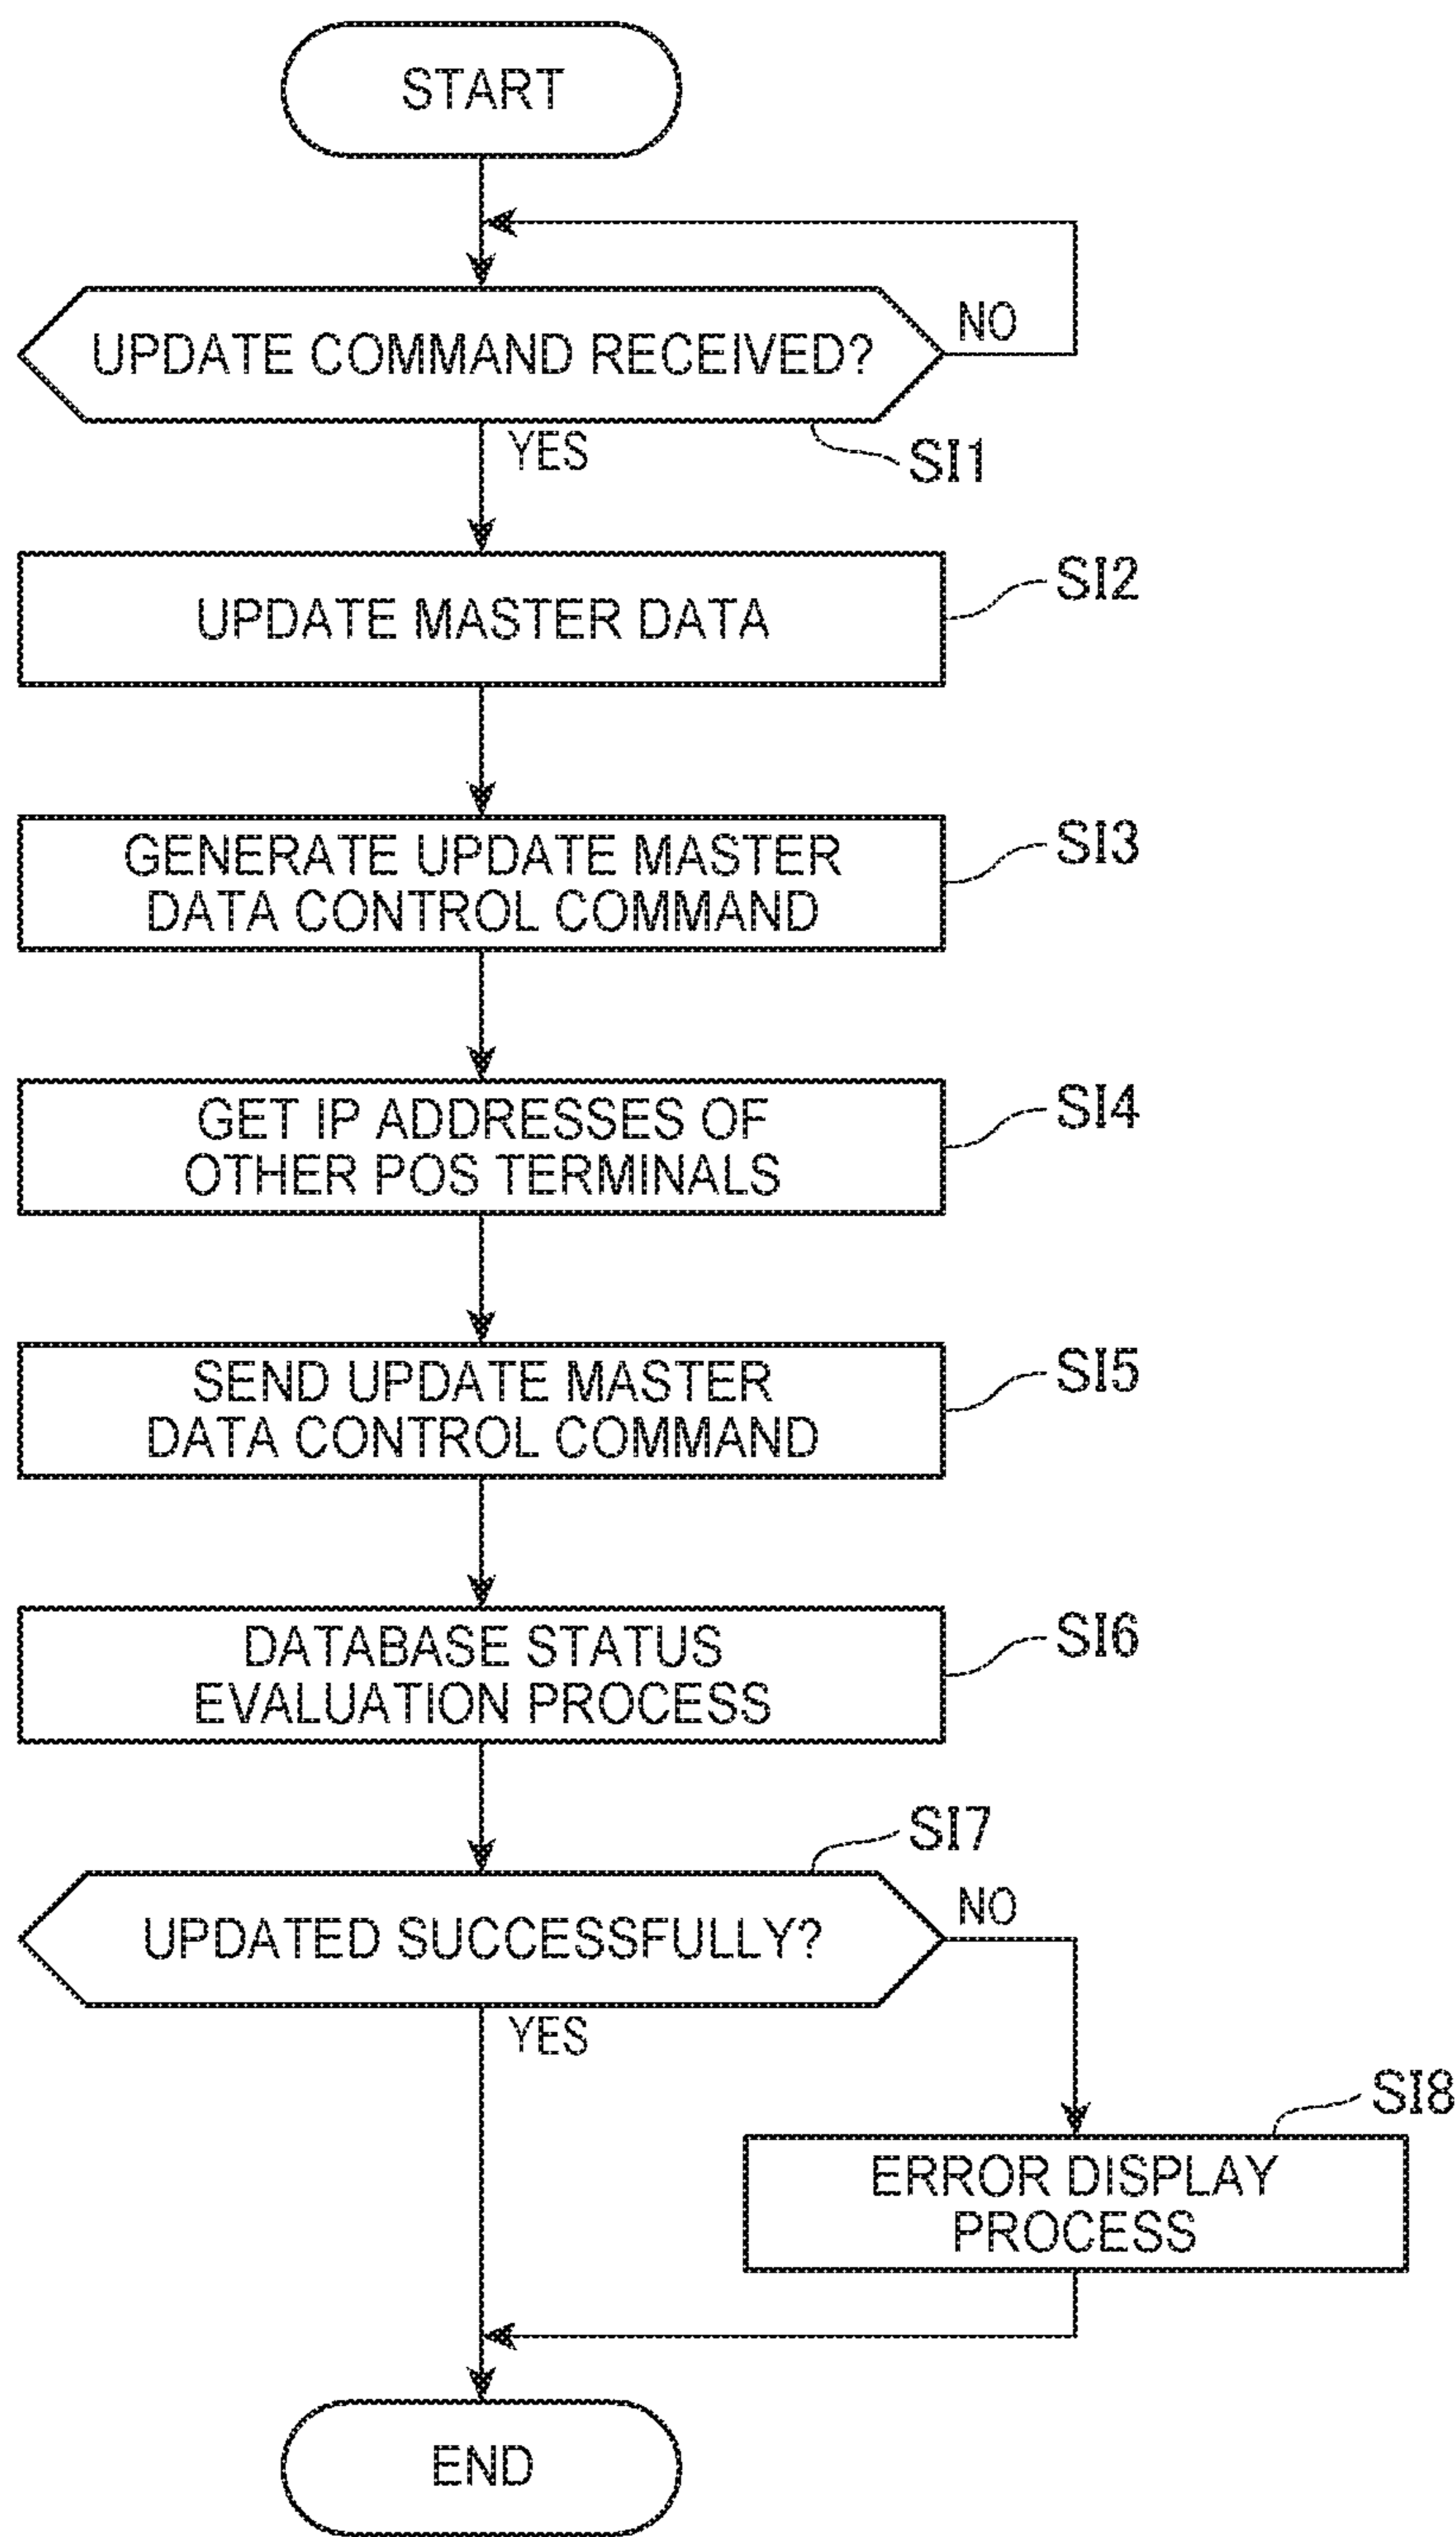 START
UPDATE COMMAND RECEIVED?
NO
YES
SI1
UPDATE MASTER DATA
SI2
GENERATE UPDATE MASTER
DATA CONTROL COMMAND
SI3
GET IP ADDRESSES OF
OTHER POS TERMINALS
SI4
SEND UPDATE MASTER
DATA CONTROL COMMAND
SI5
DATABASE STATUS
EVALUATION PROCESS
SI6
SI7
UPDATED SUCCESSFULLY?
NO
YES
SI8
ERROR DISPLAY
PROCESS
END